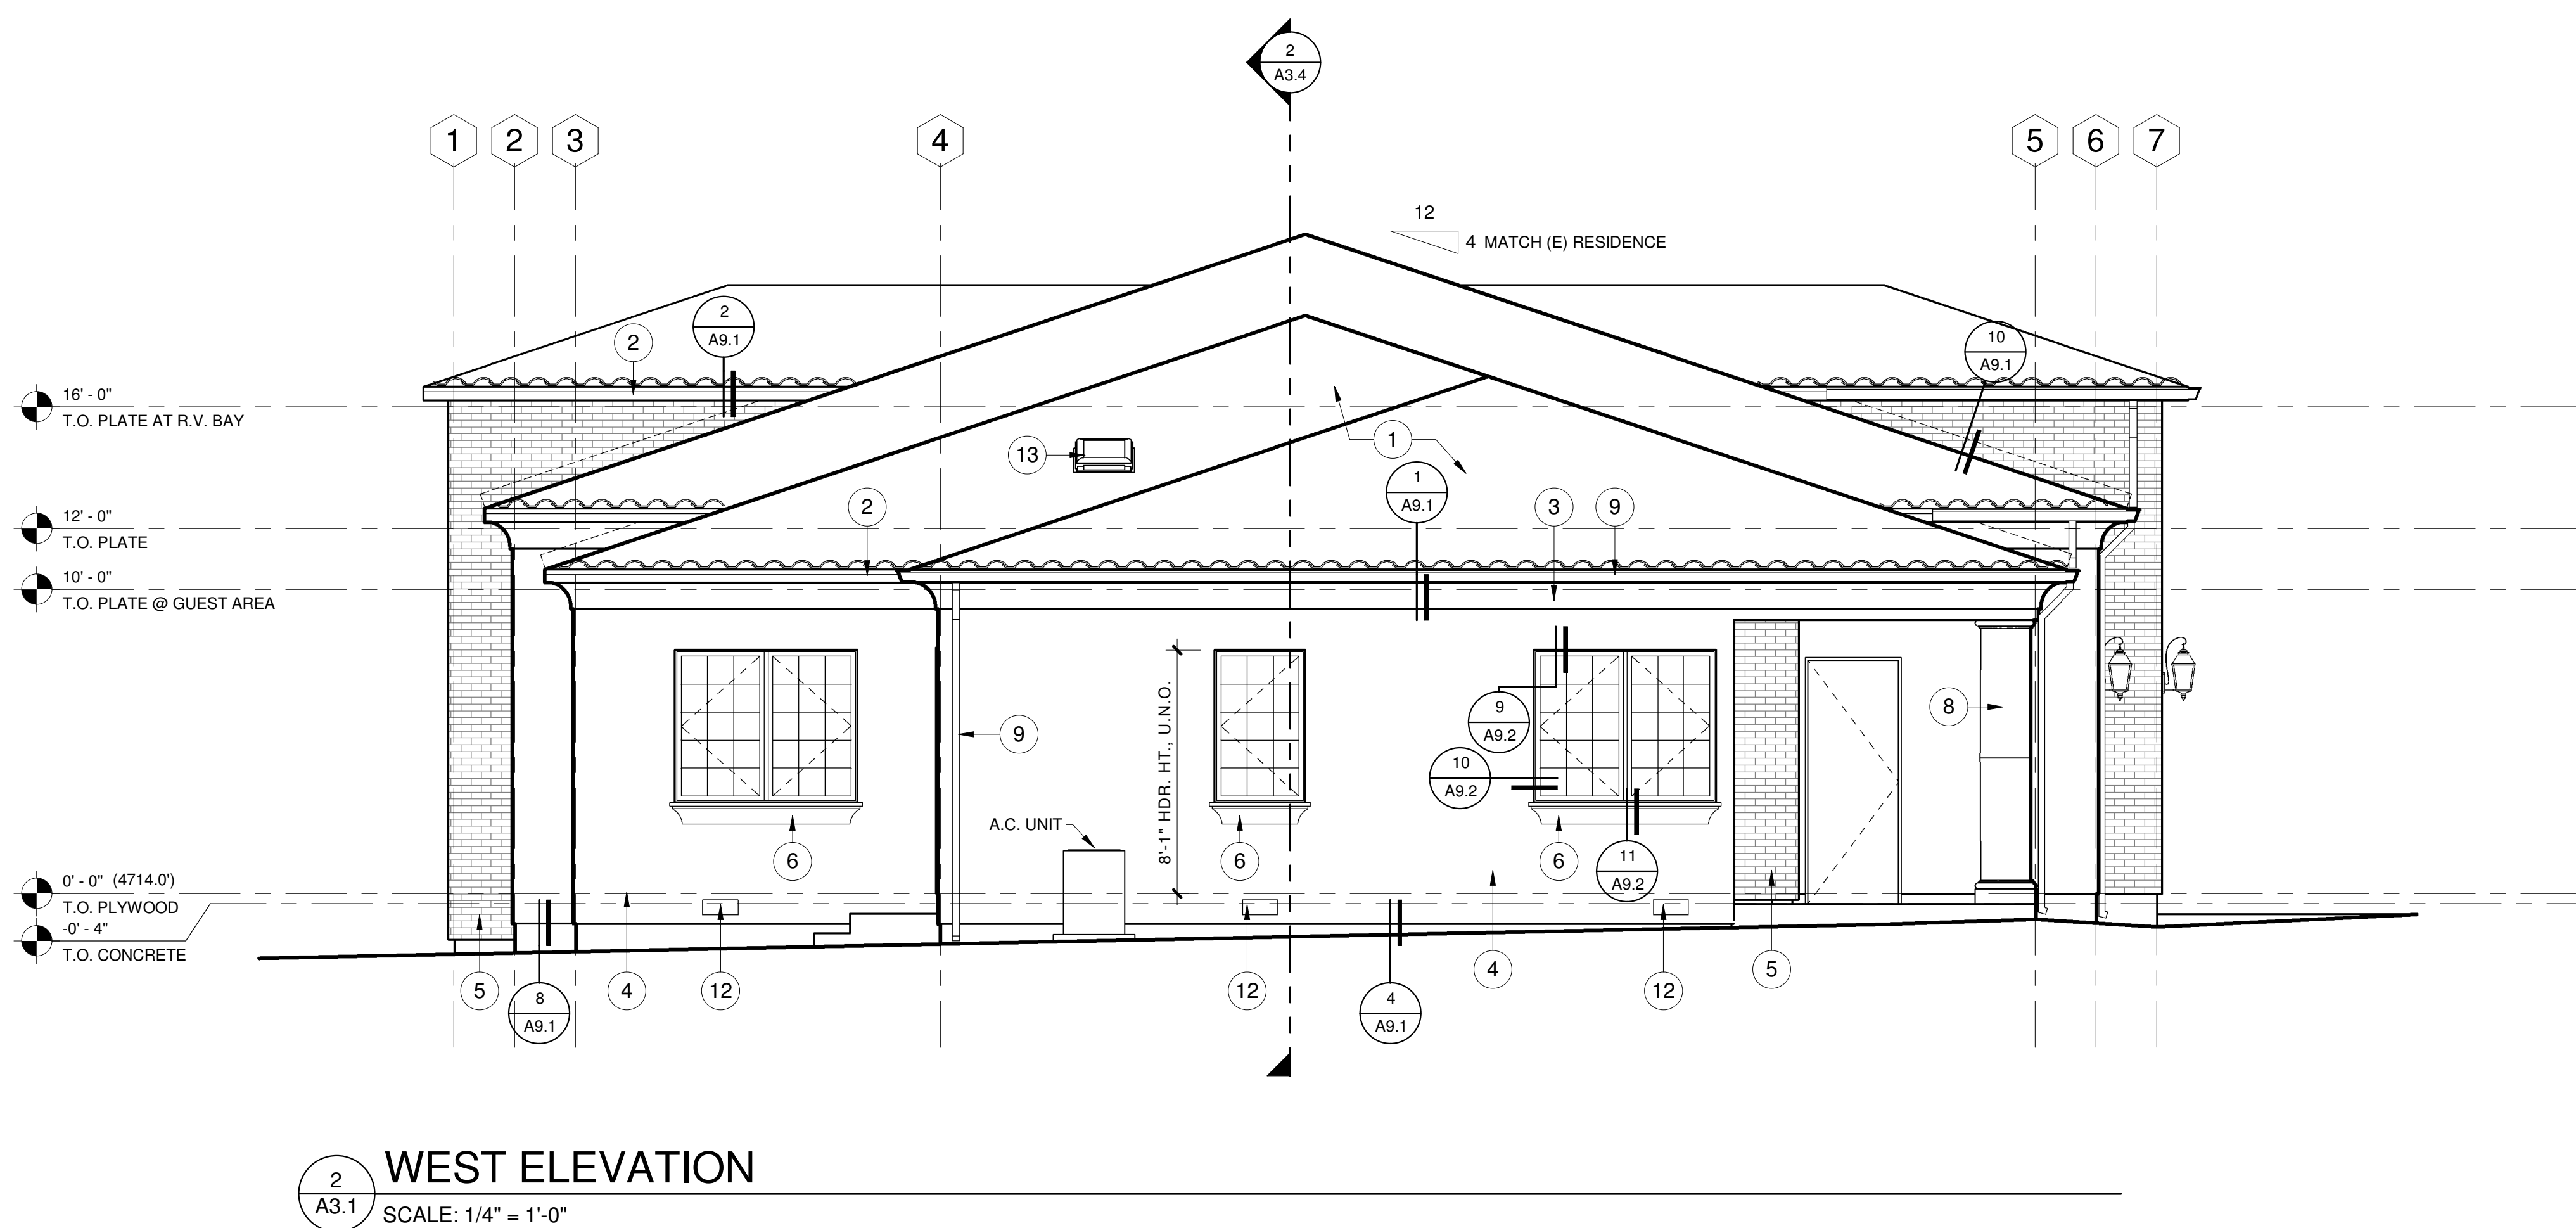 2
A3.4
1 2 3 4 5 6 7
12
4 MATCH (E) RESIDENCE
2
A9.1
2
10
A9.1
16' - 0"
T.O. PLATE AT R.V. BAY
13
1
1
A9.1
2
3
9
12' - 0"
T.O. PLATE
10' - 0"
T.O. PLATE @ GUEST AREA
8'-1" HDR. HT., U.N.O.
9
9
A9.2
8
10
A9.2
A.C. UNIT
6
6
6
11
A9.2
0' - 0" (4714.0')
T.O. PLYWOOD
-0' - 4"
T.O. CONCRETE
5
8
A9.1
4
12
12
4
A9.1
4
12
5
2
A3.1
WEST ELEVATION
SCALE: 1/4" = 1'-0"